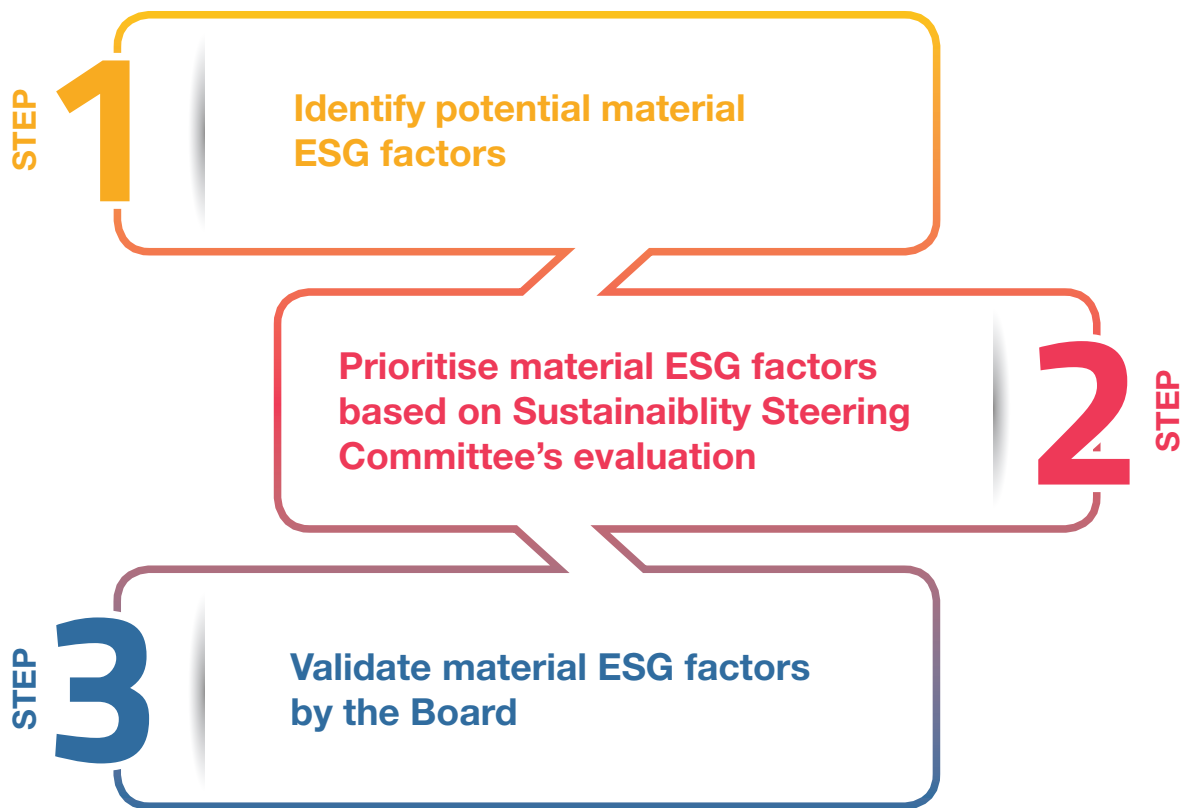 STEP
1
Identify potential material
ESG factors
Prioritise material ESG factors
based on Sustainaiblity Steering
Committee’s evaluation
2
STEP
STEP
3
Validate material ESG factors
by the Board